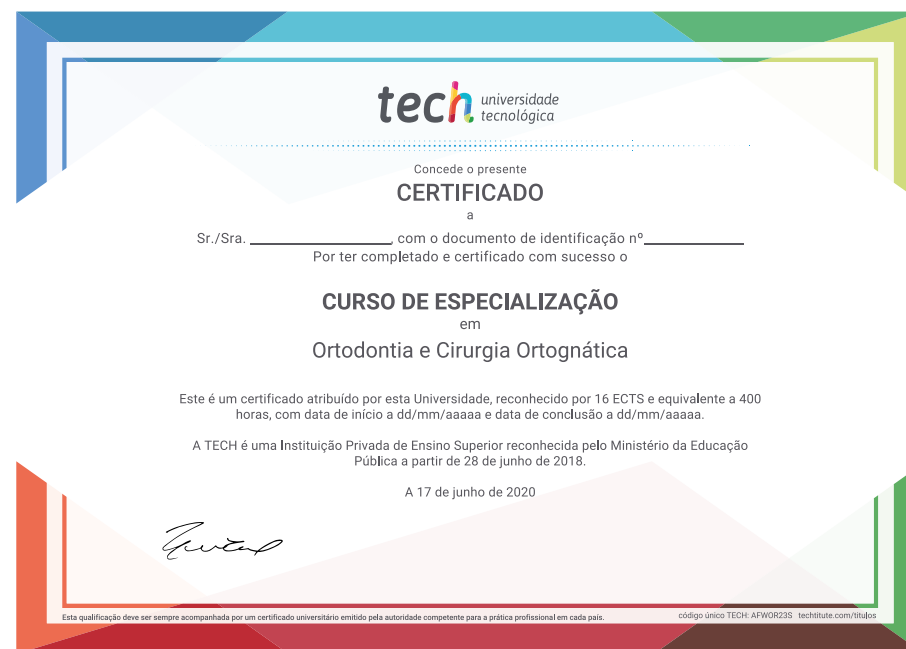 tech universidade
tecnológica
Concede o presente
CERTIFICADO
a
Sr./Sra. ____________________, com o documento de identificação nº______________
Por ter completado e certificado com sucesso o
CURSO DE ESPECIALIZAÇÃO
em
Ortodontia e Cirurgia Ortognática
Este é um certificado atribuído por esta Universidade, reconhecido por 16 ECTS e equivalente a 400
horas, com data de início a dd/mm/aaaaa e data de conclusão a dd/mm/aaaaa.
A TECH é uma Instituição Privada de Ensino Superior reconhecida pelo Ministério da Educação
Pública a partir de 28 de junho de 2018.
A 17 de junho de 2020
Esta qualificação deve ser sempre acompanhada por um certificado universitário emitido pela autoridade competente para a prática profissional em cada país.
código único TECH: AFWOR23S techtitute.com/titulos